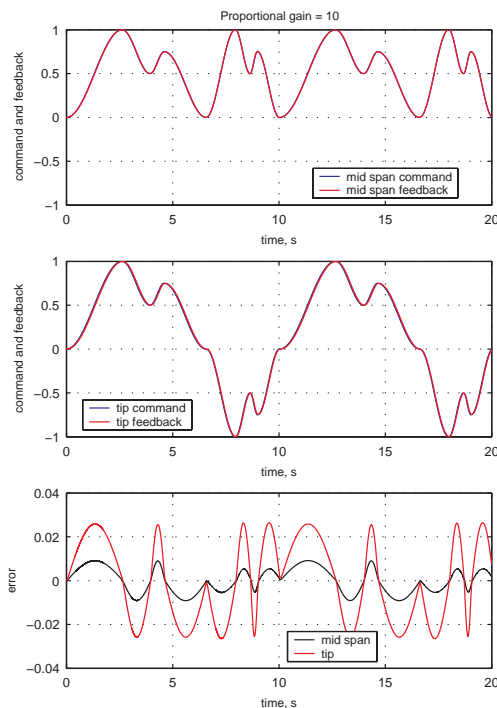 Proportional gain = 10
1
0.5
0
−0.5
−1
command and feedback
mid span command
mid span feedback
0
5
10
15
20
time, s
1
0.5
0
−0.5
−1
command and feedback
tip command
tip feedback
0
5
10
15
20
time, s
0.04
0.02
0
−0.02
−0.04
error
mid span
tip
0
5
10
15
20
time, s